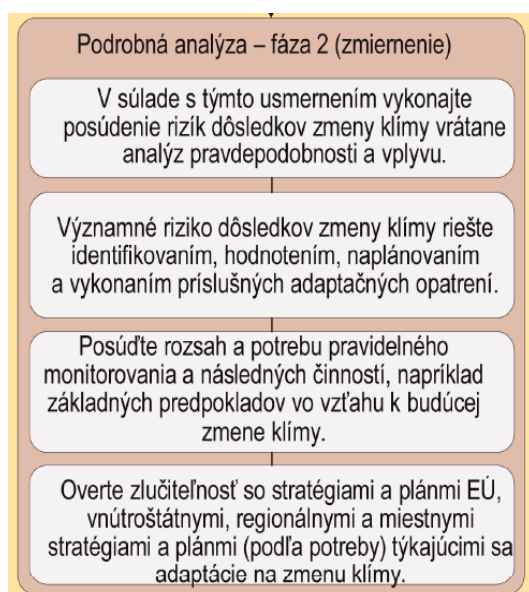 Podrobná analýza – fáza 2 (zmiernenie)
V súlade s týmto usmernením vykonajte
posúdenie rizík dôsledkov zmeny klímy vrátane
analýz pravdepodobnosti a vplyvu.
Významné riziko dôsledkov zmeny klímy riešte
identifikovaním, hodnotením, naplánovaním
a vykonaním príslušných adaptačných opatrení.
Posúďte rozsah a potrebu pravidelného
monitorovania a následných činností, napríklad
základných predpokladov vo vzťahu k budúcej
zmene klímy.
Overte zlučiteľnosť so stratégiami a plánmi EÚ,
vnútroštátnymi, regionálnymi a miestnymi
stratégiami a plánmi (podľa potreby) týkajúcimi sa
adaptácie na zmenu klímy.